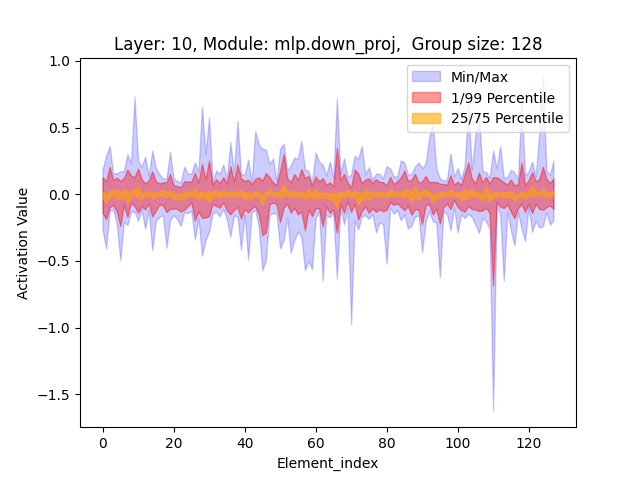 Layer: 10, Module: mlp.down_proj,  Group size: 128
Min/Max
1/99 Percentile
25/75 Percentile
Activation Value
1.0
0.5
0.0
−0.5
−1.0
−1.5
0 20 40 60 80 100 120
Element_index